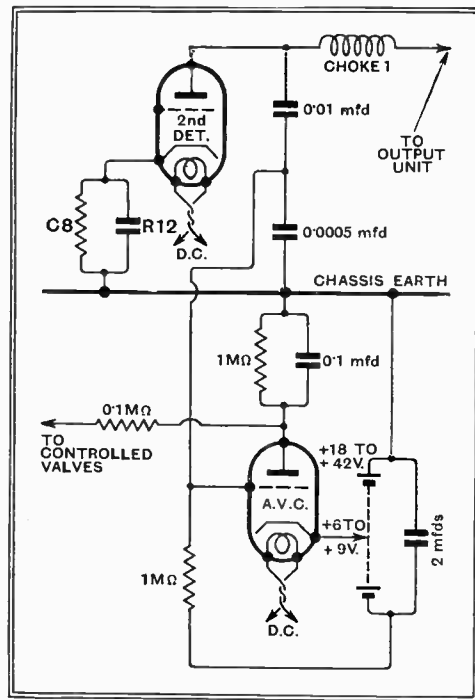 CHOKE 1
2nd
DET.
0·01 mfd
TO
OUTPUT
UNIT
C8
R12
D.C.
0·0005 mfd
CHASSIS EARTH
1MΩ
0·1 mfd
0·1MΩ
TO
CONTROLLED
VALVES
+18 TO
+42V.
A.V.C.
+6 TO
+9V.
2 mfds
1MΩ
D.C.